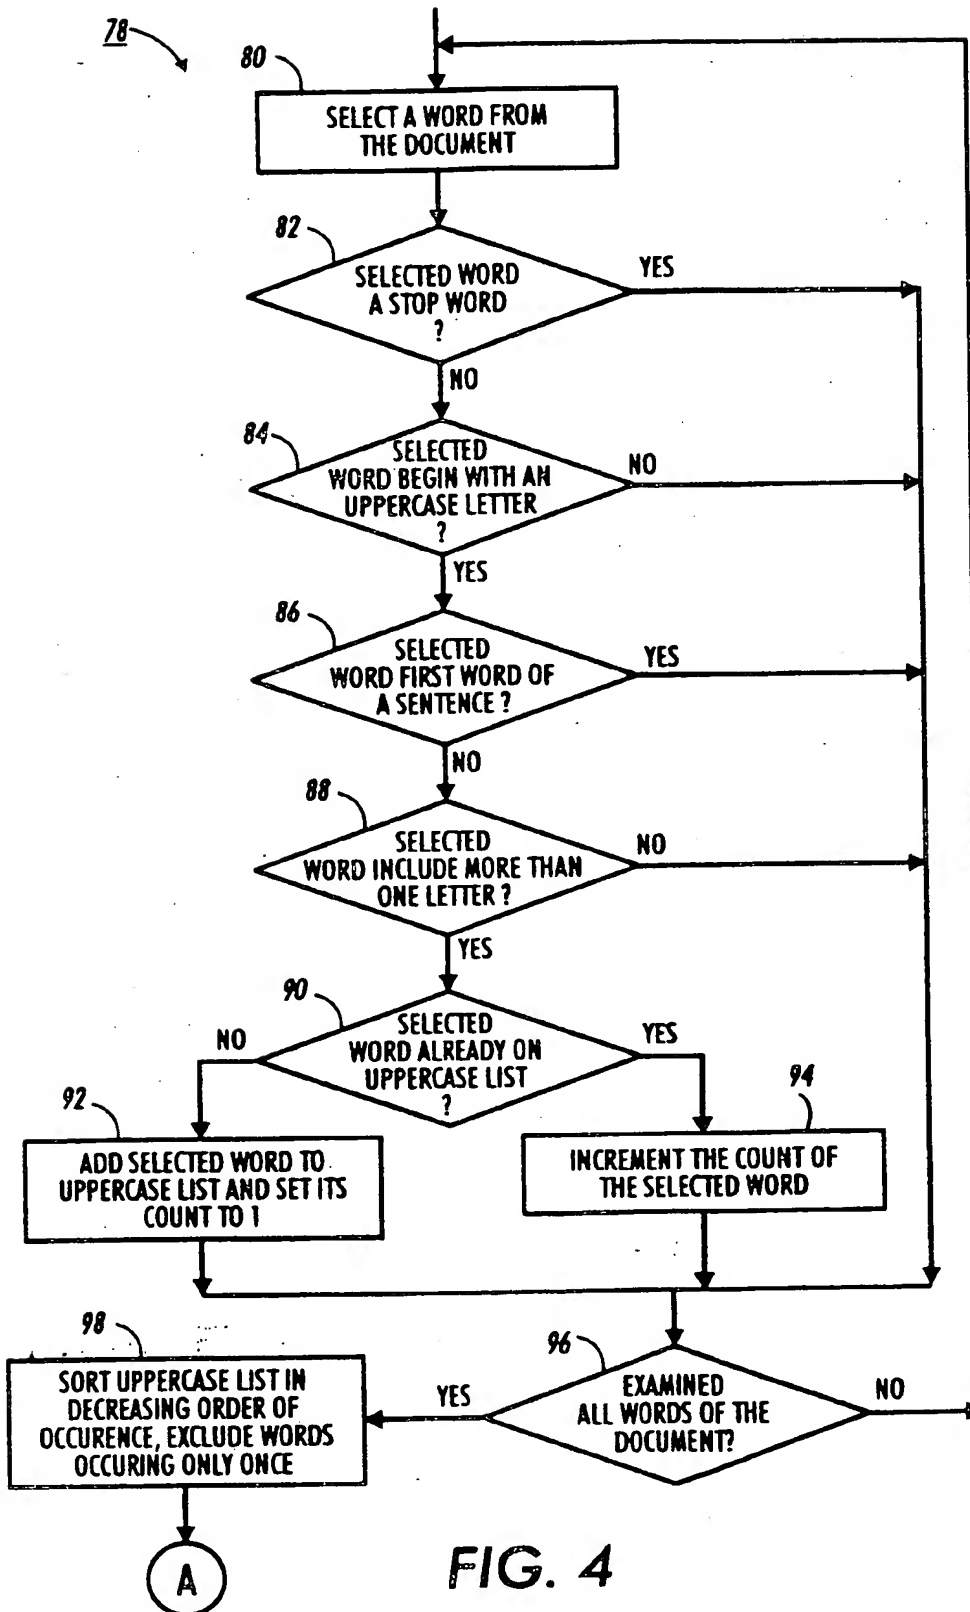 78
80
SELECT A WORD FROM
THE DOCUMENT
82
SELECTED WORD
A STOP WORD
?
YES
NO
84
SELECTED
WORD BEGIN WITH AN
UPPERCASE LETTER
?
NO
YES
86
SELECTED
WORD FIRST WORD OF
A SENTENCE ?
YES
NO
88
SELECTED
WORD INCLUDE MORE THAN
ONE LETTER ?
NO
YES
90
SELECTED
WORD ALREADY ON
UPPERCASE LIST
?
NO
YES
92
ADD SELECTED WORD TO
UPPERCASE LIST AND SET ITS
COUNT TO 1
94
INCREMENT THE COUNT OF
THE SELECTED WORD
96
EXAMINED
ALL WORDS OF THE
DOCUMENT?
YES
NO
98
SORT UPPERCASE LIST IN
DECREASING ORDER OF
OCCURENCE, EXCLUDE WORDS
OCCURING ONLY ONCE
A
FIG. 4